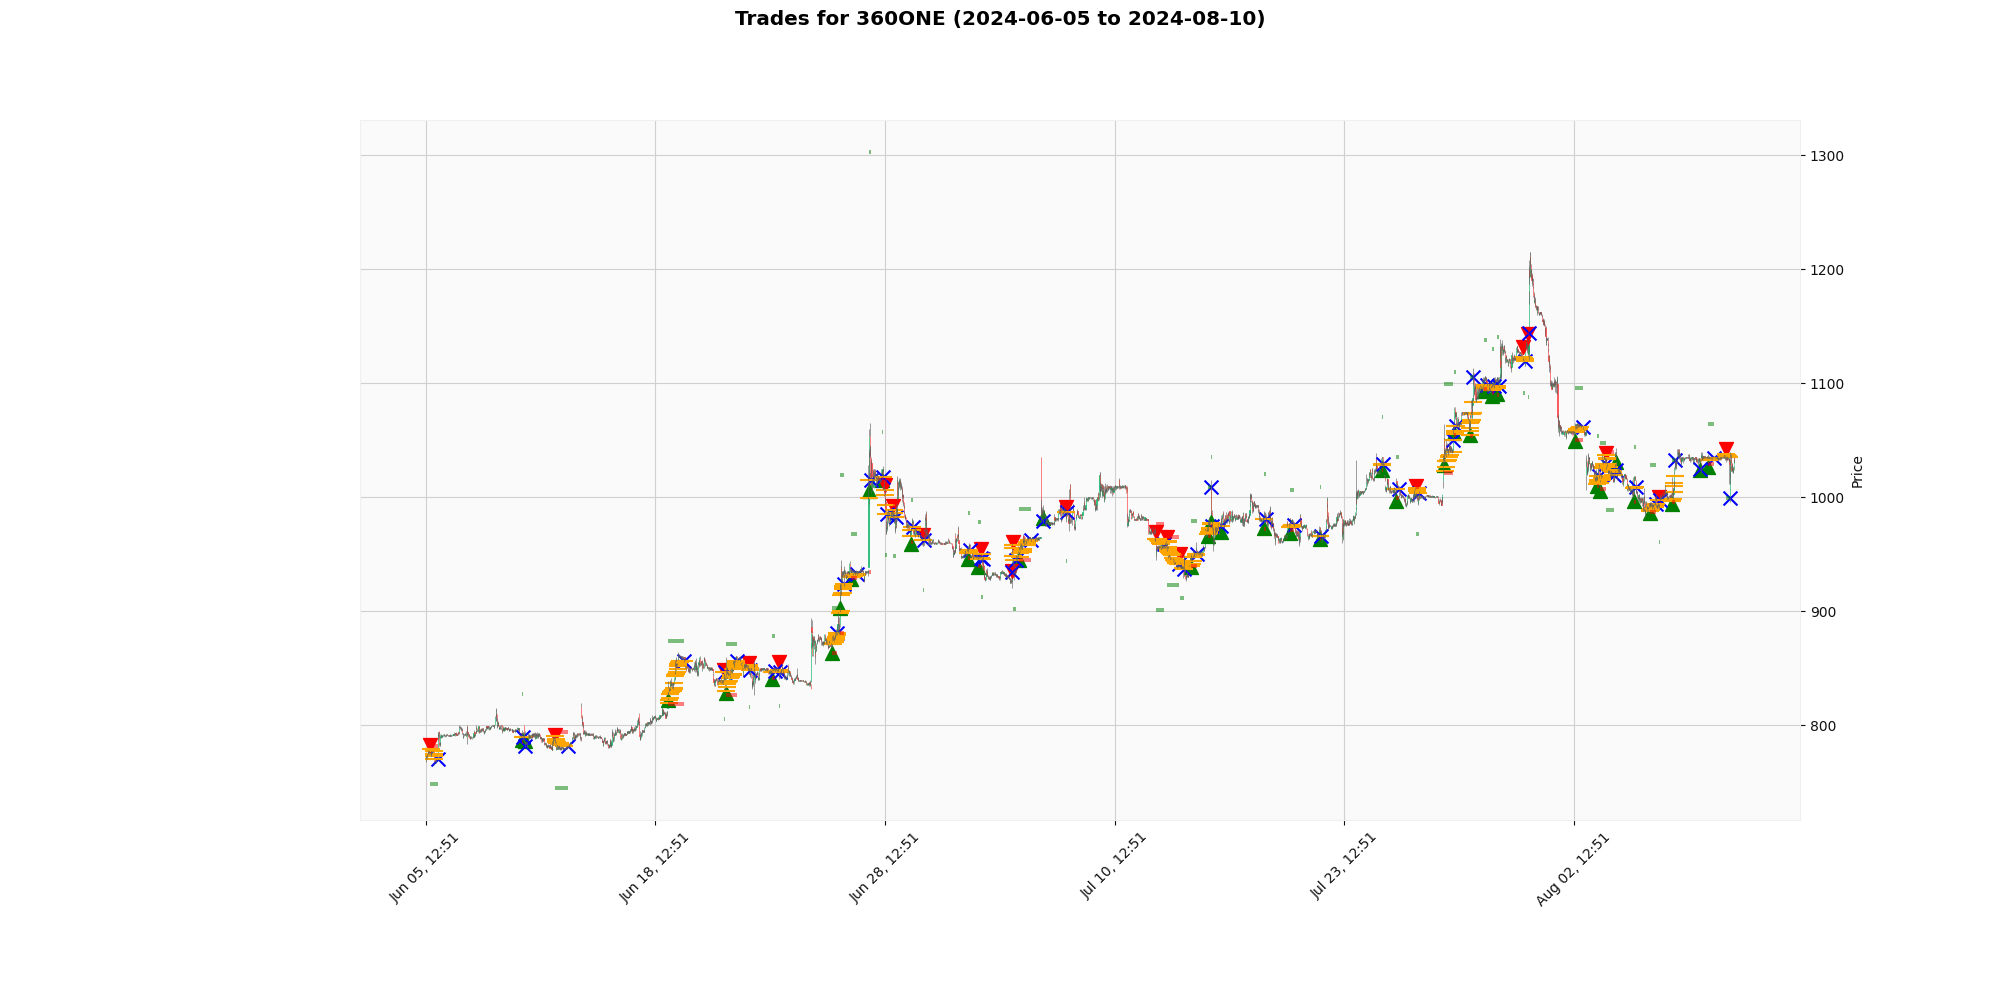 Trades for 360ONE (2024-06-05 to 2024-08-10)
1300
1200
1100
1000
900
800
Price
Jun 05, 12:51
Jun 18, 12:51
Jun 28, 12:51
Jul 10, 12:51
Jul 23, 12:51
Aug 02, 12:51